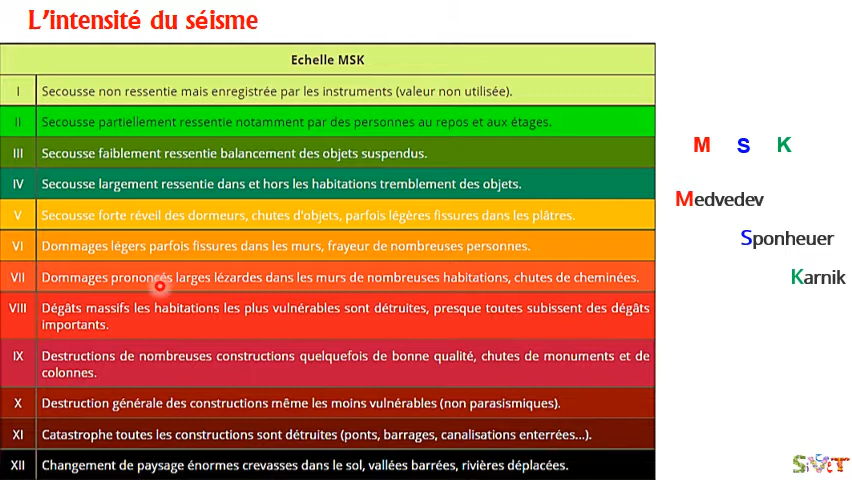 L'intensité du séisme
Echelle MSK
I Secousse non ressentie mais enregistrée par les instruments (valeur non utilisée).
II Secousse partiellement ressentie notamment par des personnes au repos et aux étages.
III Secousse faiblement ressentie balancement des objets suspendus.
IV Secousse largement ressentie dans et hors les habitations tremblement des objets.
V Secousse forte réveil des dormeurs, chutes d'objets, parfois légères fissures dans les plâtres.
VI Dommages légers parfois fissures dans les murs, frayeur de nombreuses personnes.
VII Dommages prononcés larges lézardes dans les murs de nombreuses habitations, chutes de cheminées.
VIII Dégâts massifs les habitations les plus vulnérables sont détruites, presque toutes subissent des dégâts
importants.
IX Destructions de nombreuses constructions quelquefois de bonne qualité, chutes de monuments et de
colonnes.
X Destruction générale des constructions même les moins vulnérables (non parasismiques).
XI Catastrophe toutes les constructions sont détruites (ponts, barrages, canalisations enterrées...).
XII Changement de paysage énormes crevasses dans le sol, vallées barrées, rivières déplacées.
M S K
Medvedev
Sponheuer
Karnik